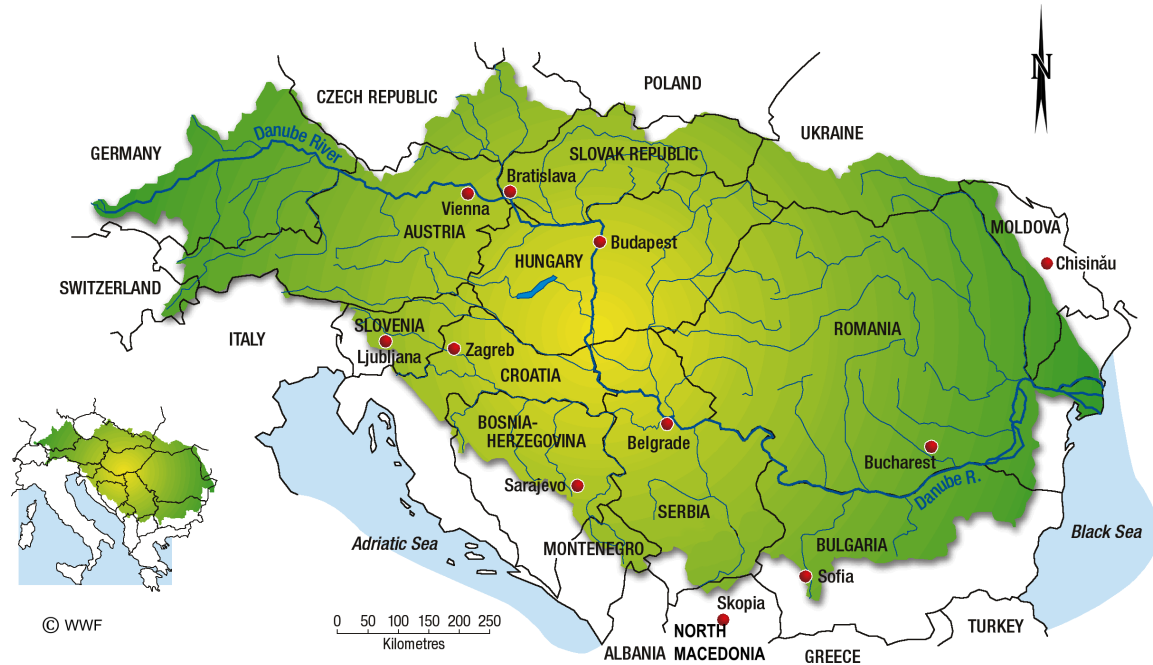 N
POLAND
CZECH REPUBLIC
UKRAINE
Danube River
GERMANY
SLOVAK REPUBLIC
Bratislava
Vienna
AUSTRIA
MOLDOVA
Budapest
HUNGARY
Chisinău
SWITZERLAND
ROMANIA
SLOVENIA
ITALY
Ljubljana
Zagreb
CROATIA
BOSNIA-
HERZEGOVINA
Belgrade
Bucharest
Sarajevo
Danube R.
SERBIA
Black Sea
Adriatic Sea
MONTENEGRO
BULGARIA
Sofia
Skopia
© WWF
0 50 100 150 200 250
Kilometres
TURKEY
ALBANIA
NORTH
MACEDONIA
GREECE